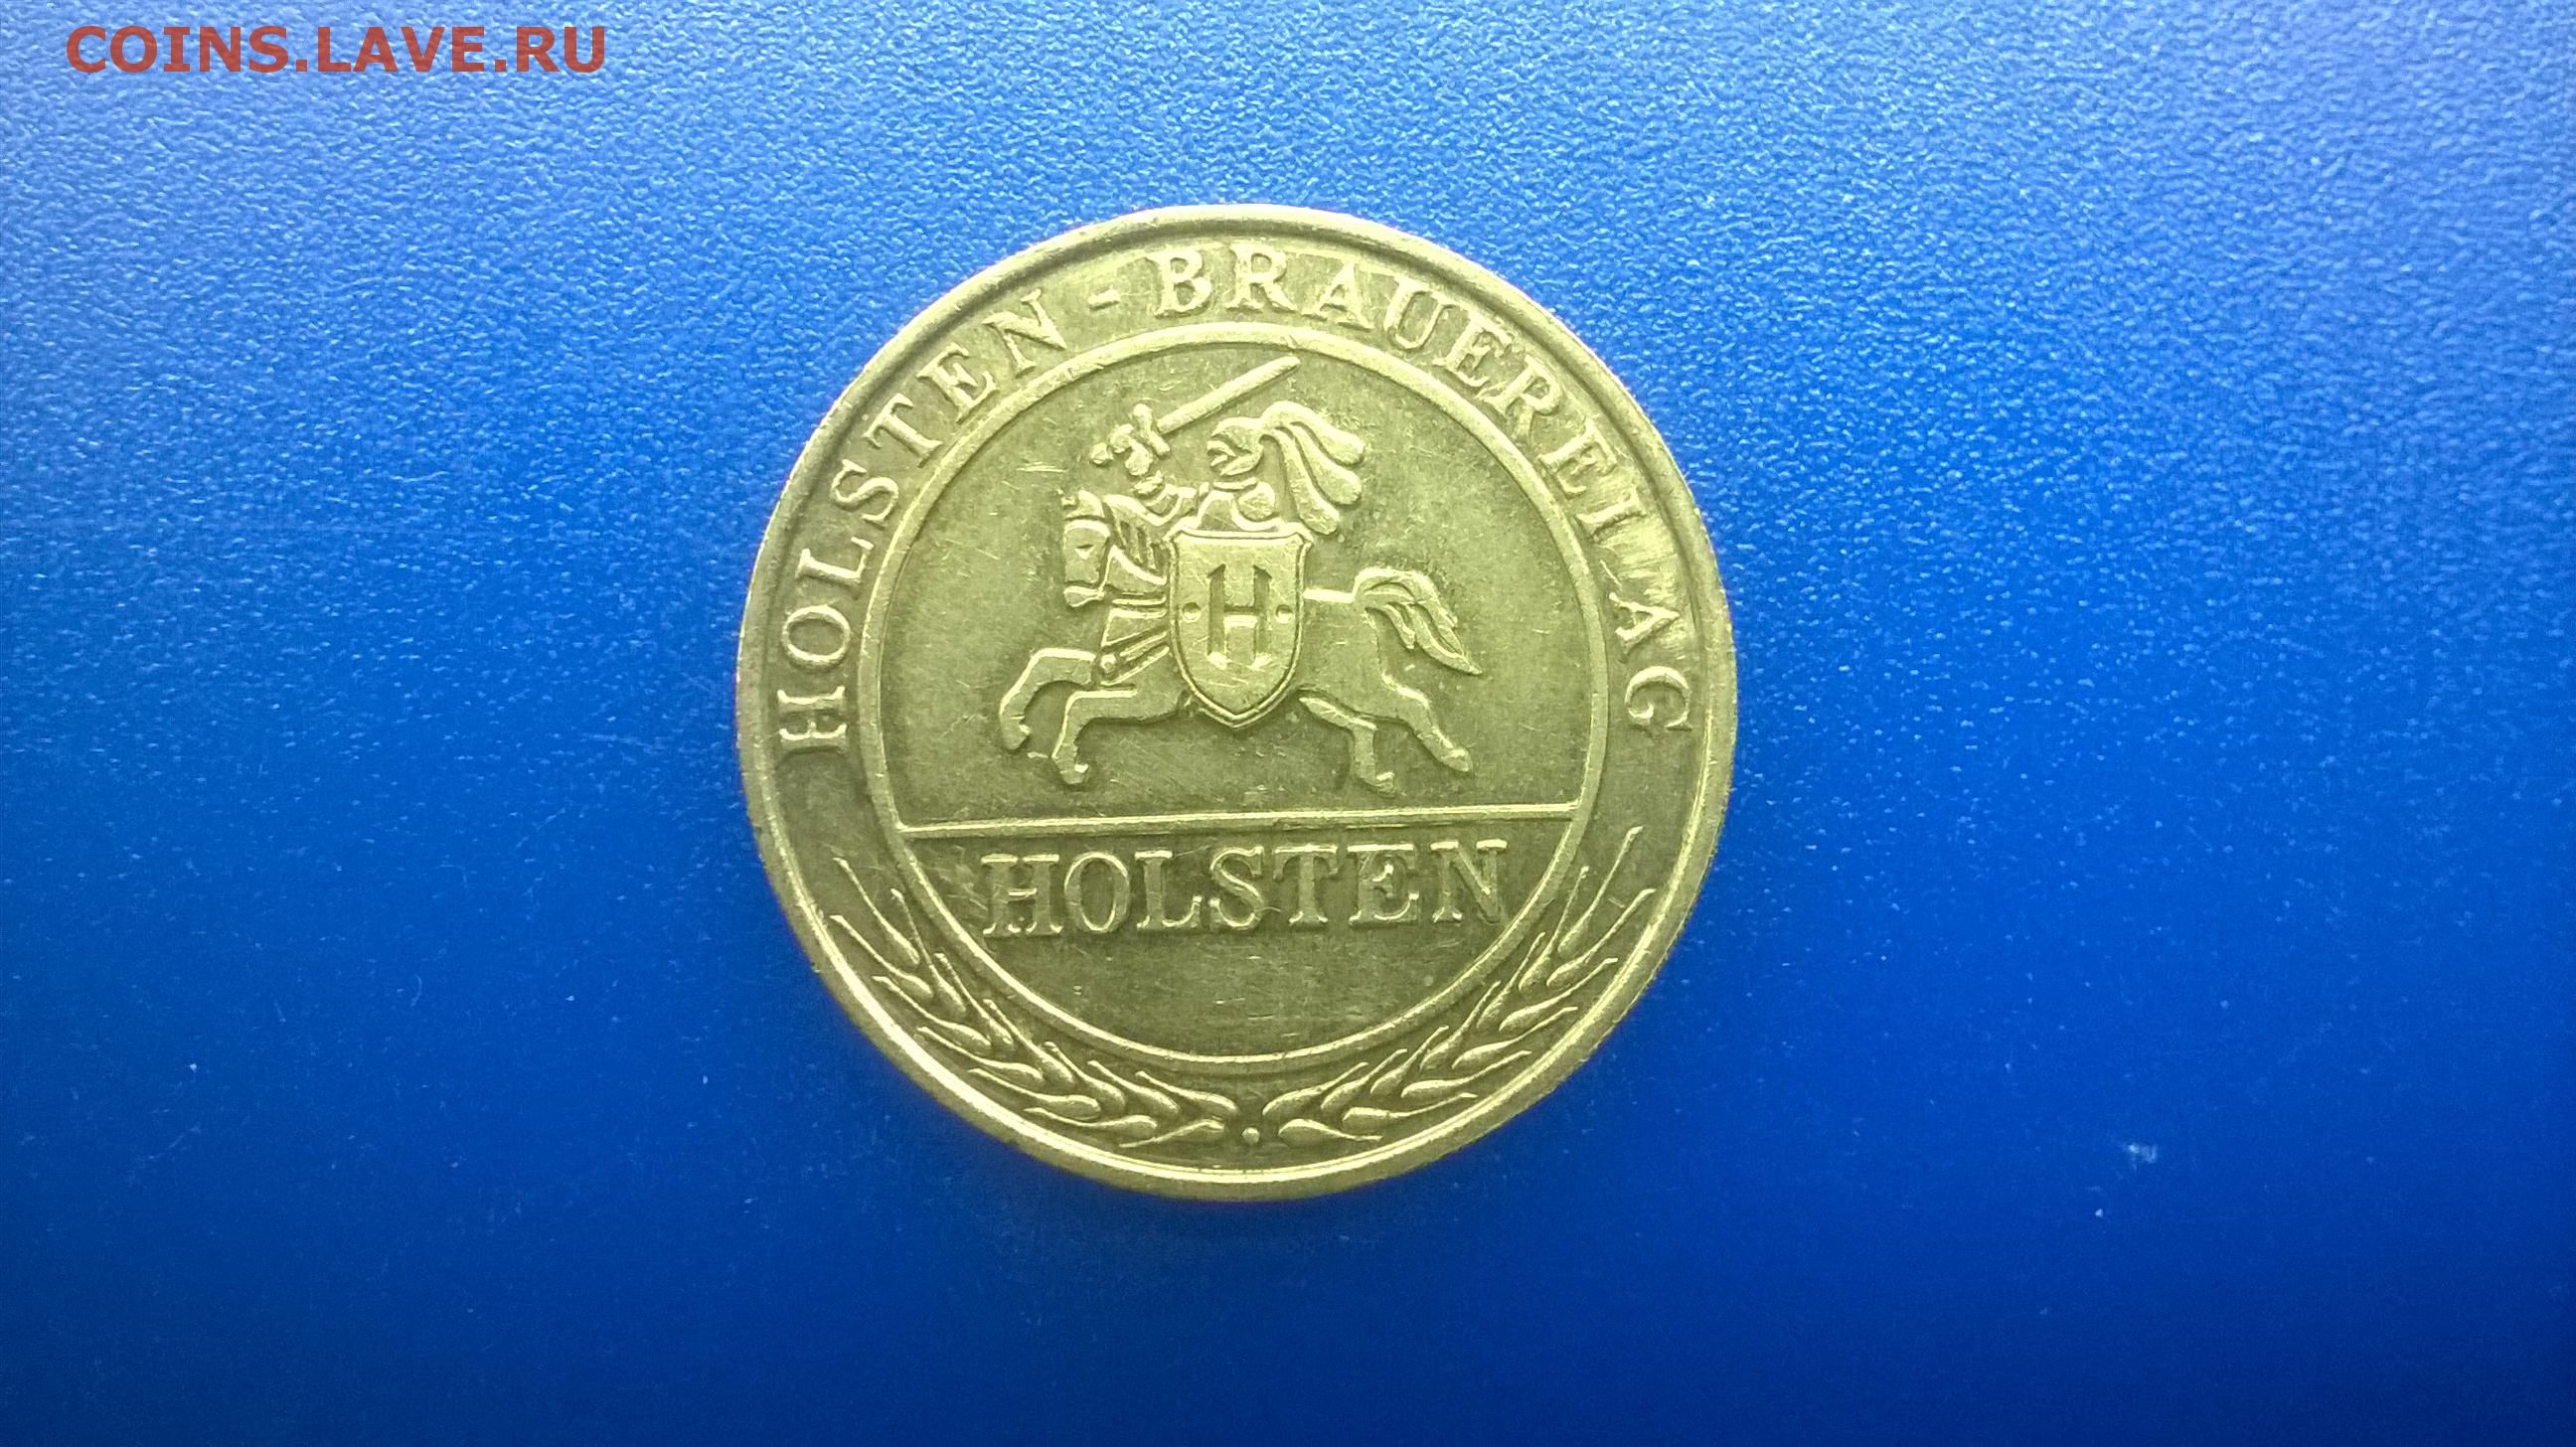 COINS.LAVE.RU
HOLSTEN - BRAUEREI AG
H
HOLSTEN